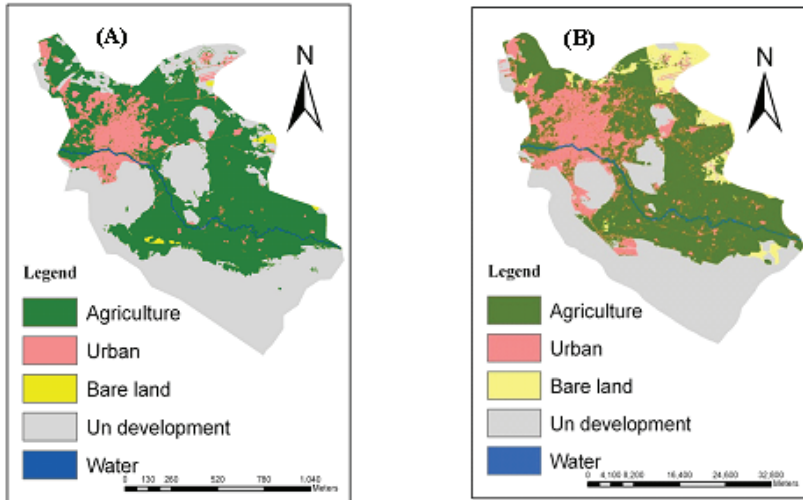 (A)
N
Legend
Agriculture
Urban
Bare land
Un development
Water
0 130 260 520 780 1,040
Meters
(B)
N
Legend
Agriculture
Urban
Bare land
Un development
Water
0 4,100 8,200 16,400 24,600 32,800
Meters